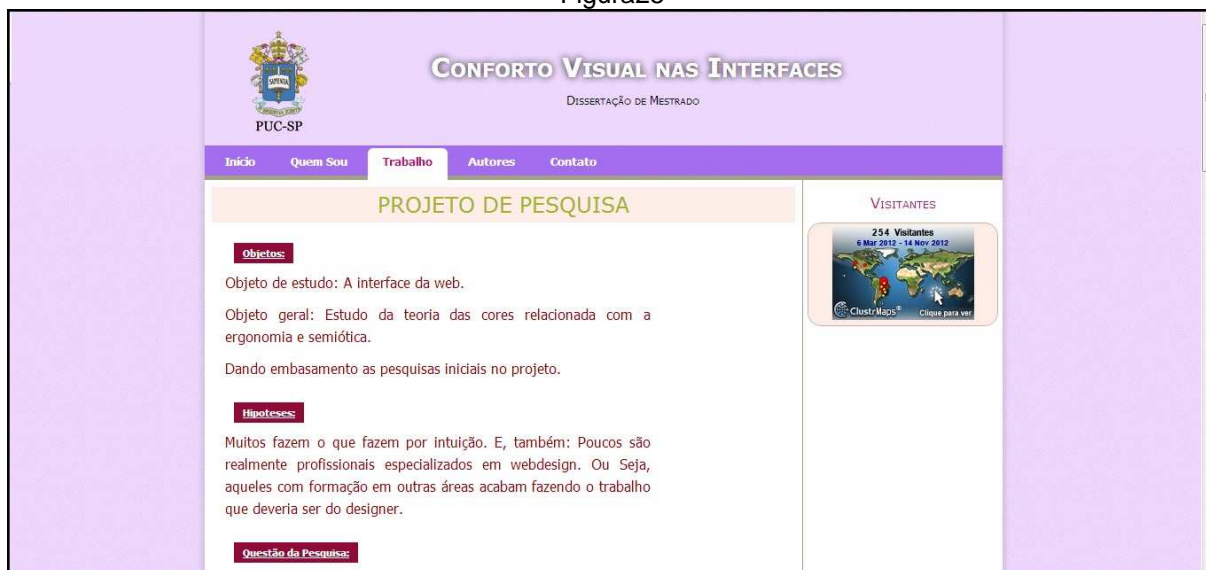 PUC-SP
CONFORTO VISUAL NAS INTERFACES
DISSERTAÇÃO DE MESTRADO
Início Quem Sou Trabalho Autores Contato
PROJETO DE PESQUISA
Objetos:
Objeto de estudo: A interface da web.
Objeto geral: Estudo da teoria das cores relacionada com a
ergonomia e semiótica.
Dando embasamento as pesquisas iniciais no projeto.
Hipoteses:
Muitos fazem o que fazem por intuição. E, também: Poucos são
realmente profissionais especializados em webdesign. Ou Seja,
aqueles com formação em outras áreas acabam fazendo o trabalho
que deveria ser do designer.
Questão da Pesquisa:
VISITANTES
254 Visitantes
6 Mar 2012 - 14 Nov 2012
ClustrMaps® Clique para ver